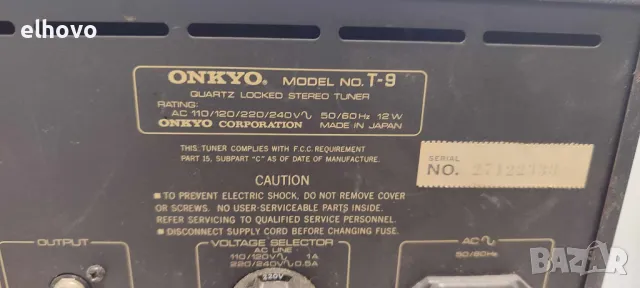 elhovo
ONKYO. MODEL NO. T-9
QUARTZ LOCKED STEREO TUNER
RATING:
AC 110/120/220/240V∿ 50/60Hz 12W
ONKYO CORPORATION MADE IN JAPAN
THIS TUNER COMPLIES WITH F.C.C. REQUIREMENT
PART 15, SUBPART "C" AS OF DATE OF MANUFACTURE.
SERIAL
NO.
CAUTION
■ TO PREVENT ELECTRIC SHOCK, DO NOT REMOVE COVER
OR SCREWS. NO USER-SERVICEABLE PARTS INSIDE.
REFER SERVICING TO QUALIFIED SERVICE PERSONNEL.
■ DISCONNECT SUPPLY CORD BEFORE CHANGING FUSE.
OUTPUT
VOLTAGE SELECTOR
AC LINE
110/120V∿ 1A
220/240V∿0.5A
220V
AC∿
50/60Hz
bazar